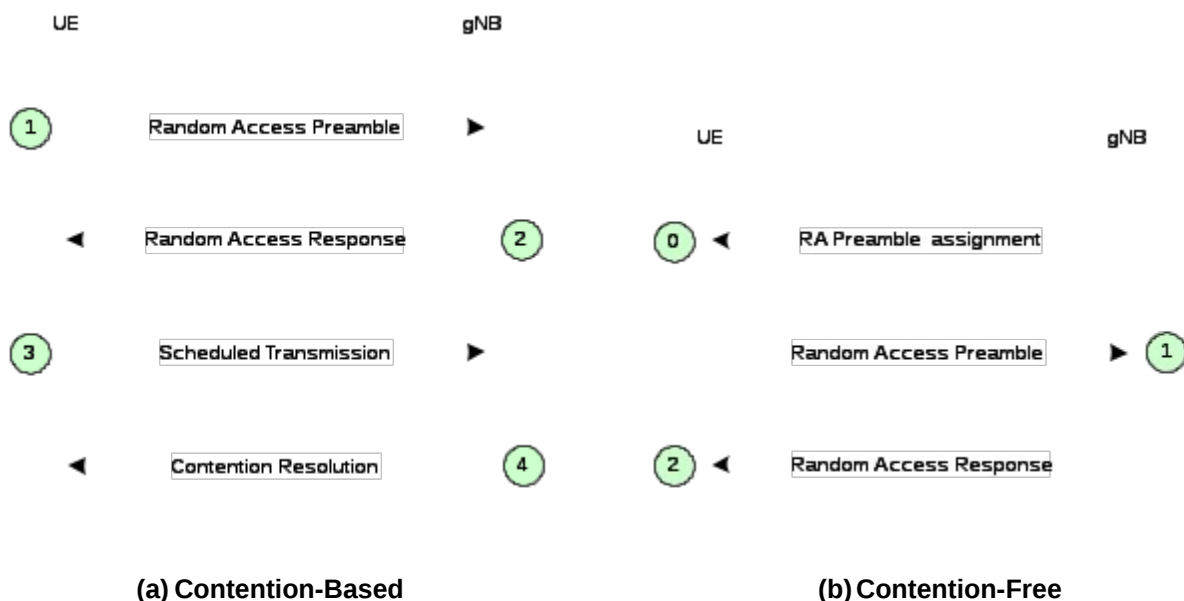 UE gNB
1 Random Access Preamble
Random Access Response 2
3 Scheduled Transmission
Contention Resolution 4
(a) Contention-Based
UE gNB
0 RA Preamble assignment
Random Access Preamble 1
2 Random Access Response
(b) Contention-Free